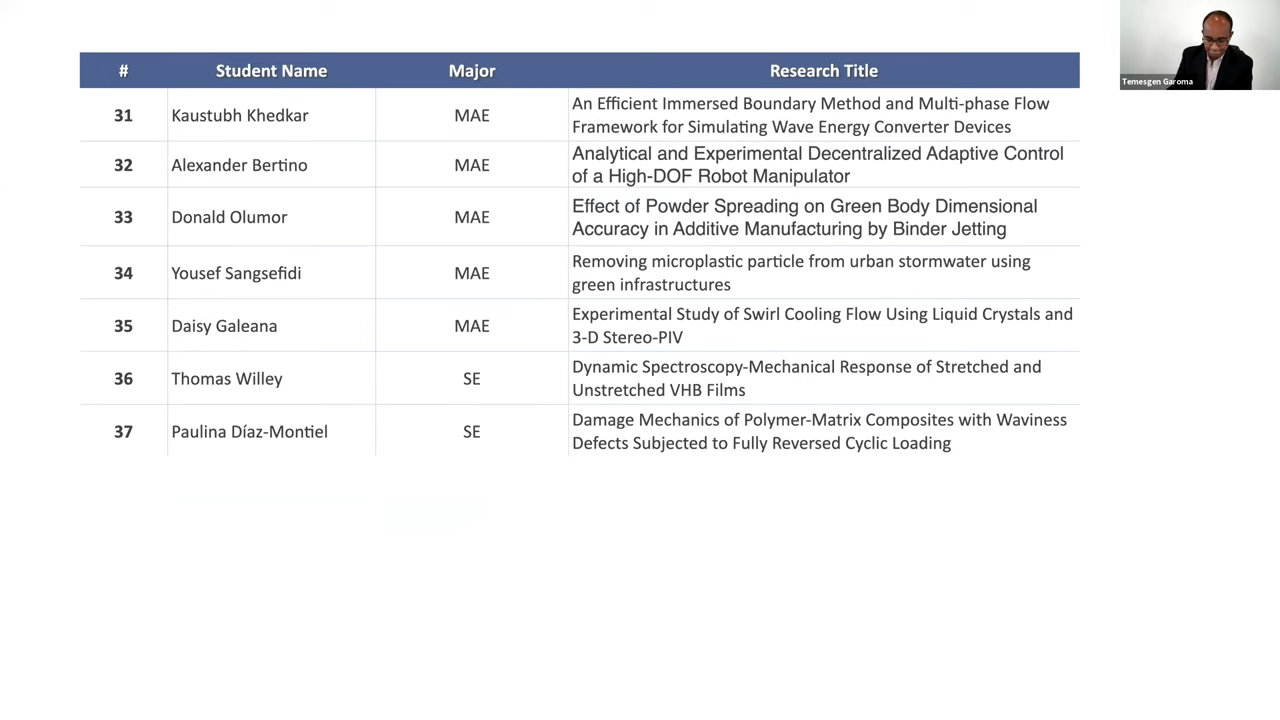 # Student Name Major Research Title
31 Kaustubh Khedkar MAE An Efficient Immersed Boundary Method and Multi-phase Flow
Framework for Simulating Wave Energy Converter Devices
32 Alexander Bertino MAE Analytical and Experimental Decentralized Adaptive Control
of a High-DOF Robot Manipulator
33 Donald Olumor MAE Effect of Powder Spreading on Green Body Dimensional
Accuracy in Additive Manufacturing by Binder Jetting
34 Yousef Sangsefidi MAE Removing microplastic particle from urban stormwater using
green infrastructures
35 Daisy Galeana MAE Experimental Study of Swirl Cooling Flow Using Liquid Crystals and
3-D Stereo-PIV
36 Thomas Willey SE Dynamic Spectroscopy-Mechanical Response of Stretched and
Unstretched VHB Films
37 Paulina Díaz-Montiel SE Damage Mechanics of Polymer-Matrix Composites with Waviness
Defects Subjected to Fully Reversed Cyclic Loading
Temesgen Garoma